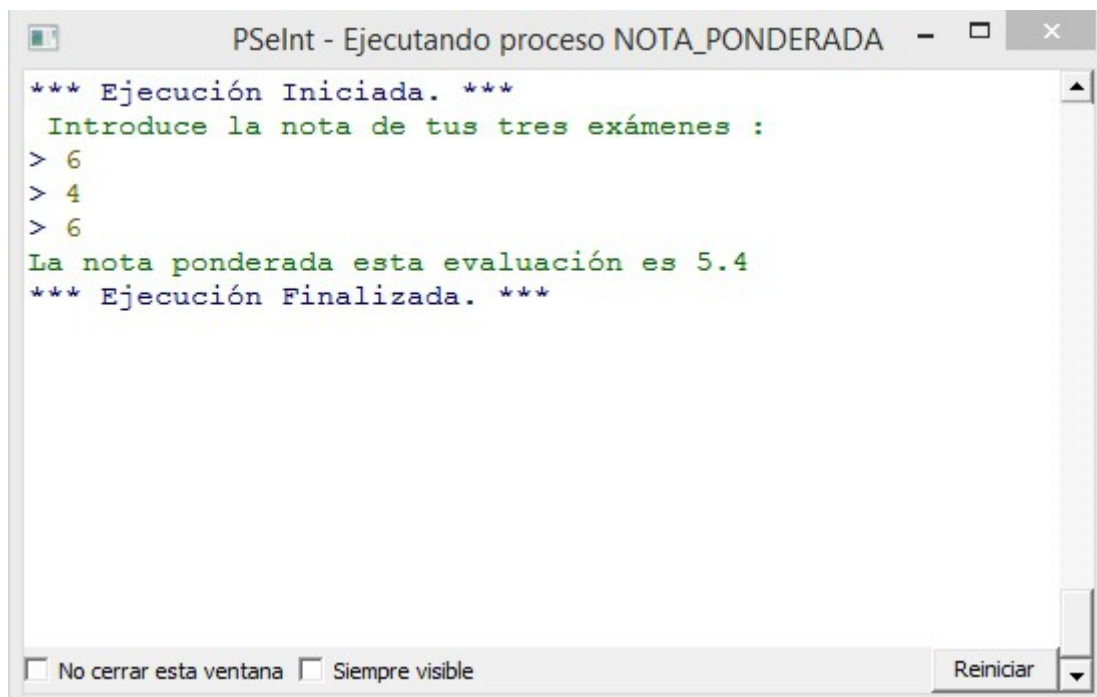 PSeInt - Ejecutando proceso NOTA_PONDERADA
*** Ejecución Iniciada. ***
Introduce la nota de tus tres exámenes :
> 6
> 4
> 6
La nota ponderada esta evaluación es 5.4
*** Ejecución Finalizada. ***
No cerrar esta ventana Siempre visible Reiniciar